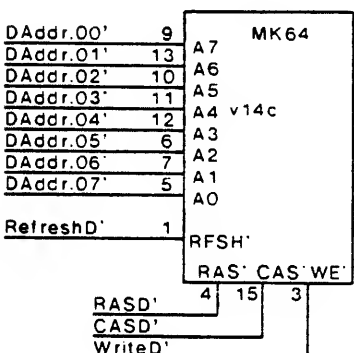 MK64
DAddr.00' 9 A7
DAddr.01' 13 A6
DAddr.02' 10 A5
DAddr.03' 11 A4 v14c
DAddr.04' 12 A3
DAddr.05' 6 A2
DAddr.06' 7 A1
DAddr.07' 5 A0
RefreshD' 1 RFSH'
RAS' CAS' WE'
4 15 3
RASD'
CASD'
WriteD'